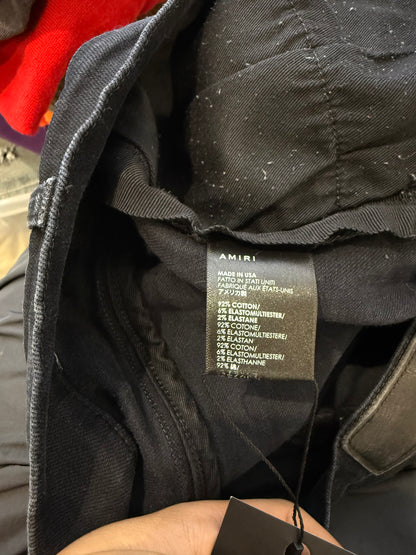 AMIRI
MADE IN USA
FATTO IN STATI UNITI
FABRIQUÉ AUX ÉTATS-UNIS
アメリカ製
92% COTTON/
6% ELASTOMULTIESTER/
2% ELASTANE
92% COTONE/
6% ELASTOMULTIESTERE/
2% ELASTAN
92% COTON/
6% ELASTOMULTIESTER/
2% ELASTHANNE
92% 綿/